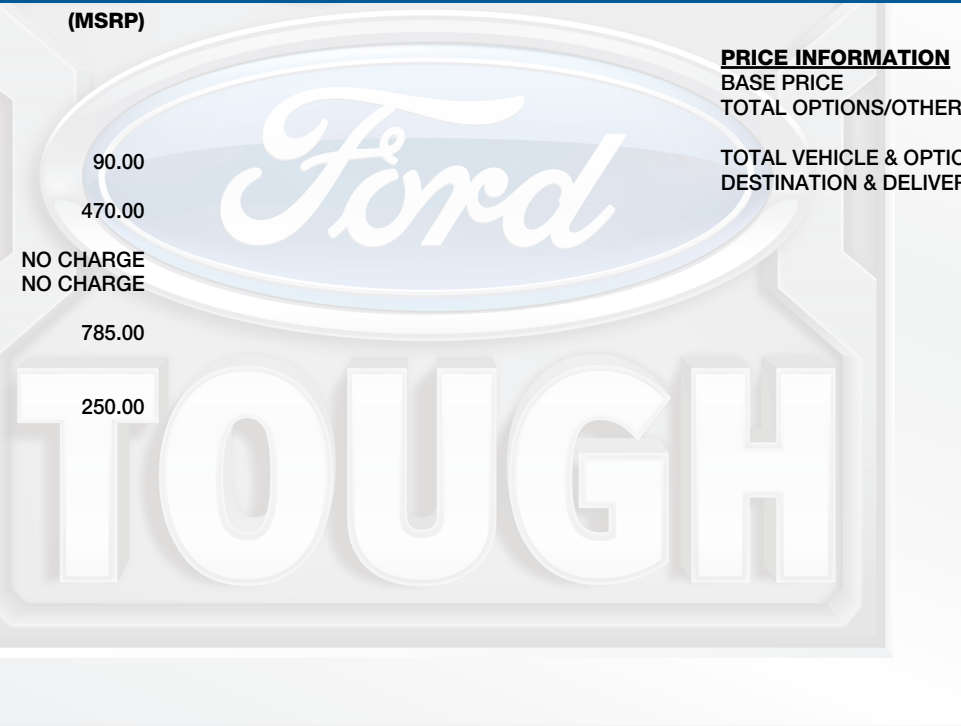 (MSRP)
90.00
470.00
NO CHARGE
NO CHARGE
785.00
250.00
PRICE INFORMATION
BASE PRICE
TOTAL OPTIONS/OTHER
TOTAL VEHICLE & OPTIO
DESTINATION & DELIVER
Ford
TOUGH